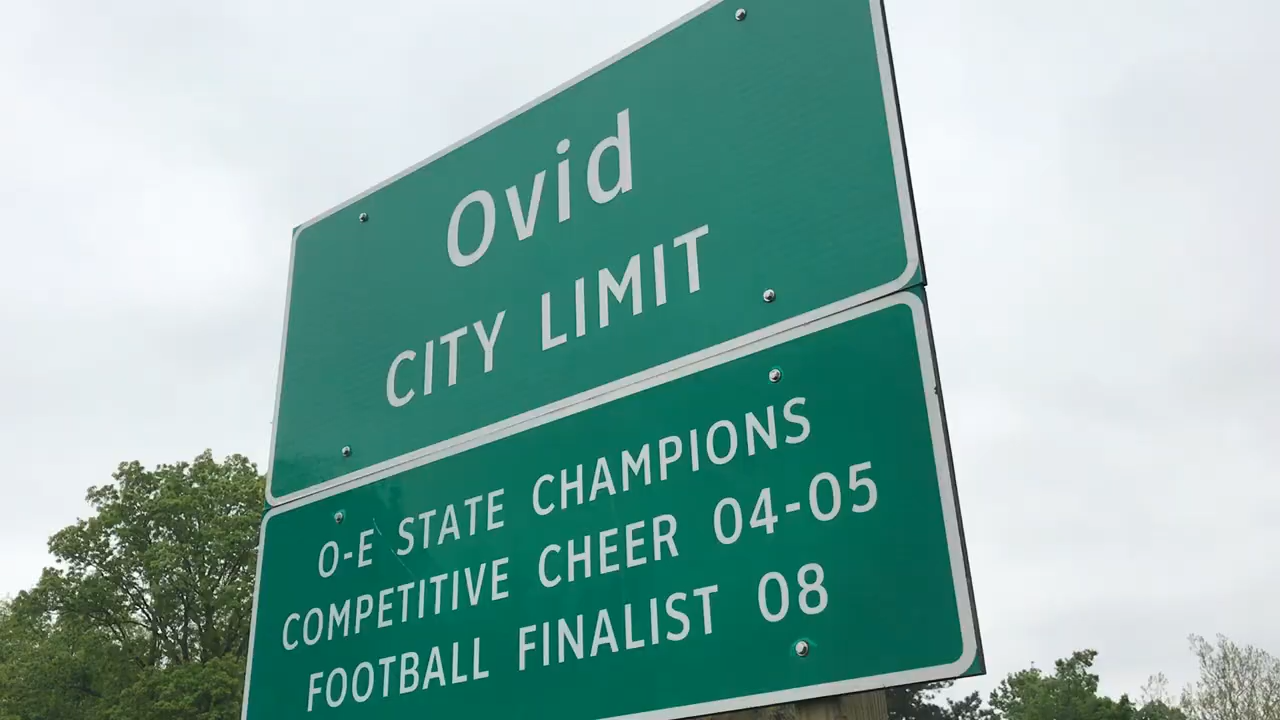 Ovid
CITY LIMIT
O-E STATE CHAMPIONS
COMPETITIVE CHEER 04-05
FOOTBALL FINALIST 08